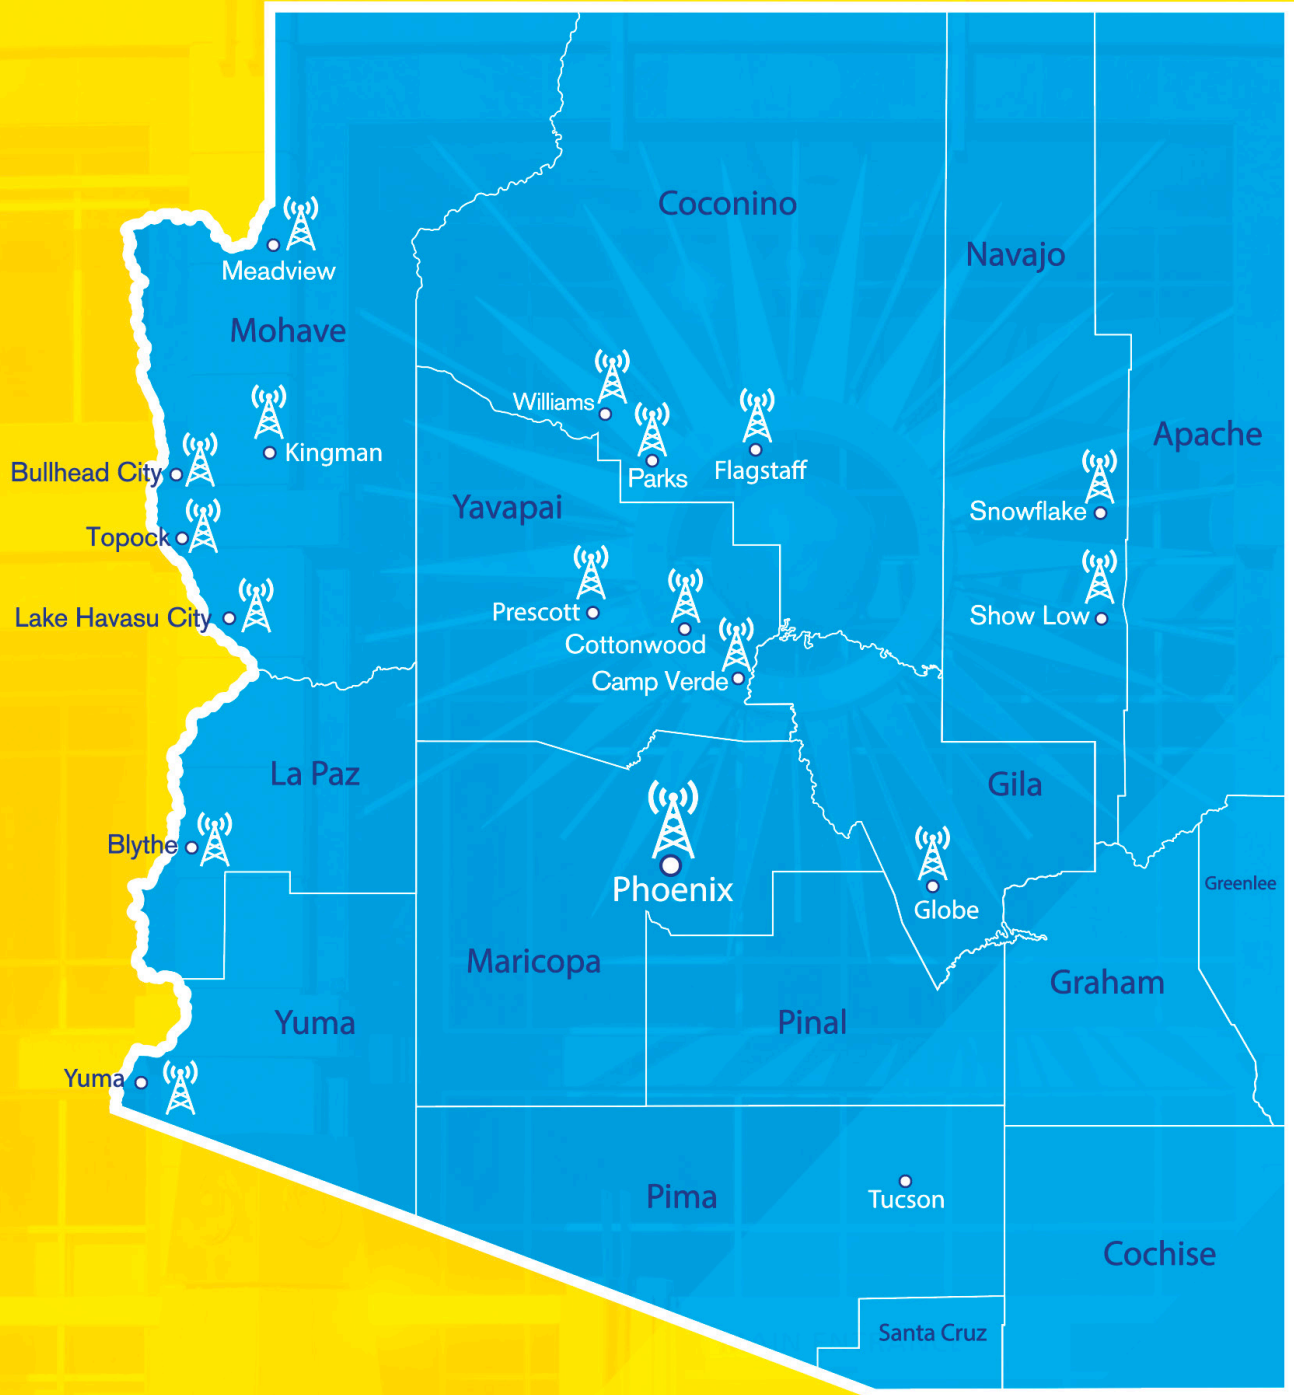 Coconino
Navajo
Meadview
Mohave
Williams
Apache
Kingman
Bullhead City
Parks
Flagstaff
Yavapai
Snowflake
Topock
Prescott
Lake Havasu City
Show Low
Cottonwood
Camp Verde
La Paz
Gila
Blythe
Phoenix
Greenlee
Globe
Maricopa
Graham
Yuma
Pinal
Yuma
Pima
Tucson
Cochise
Santa Cruz